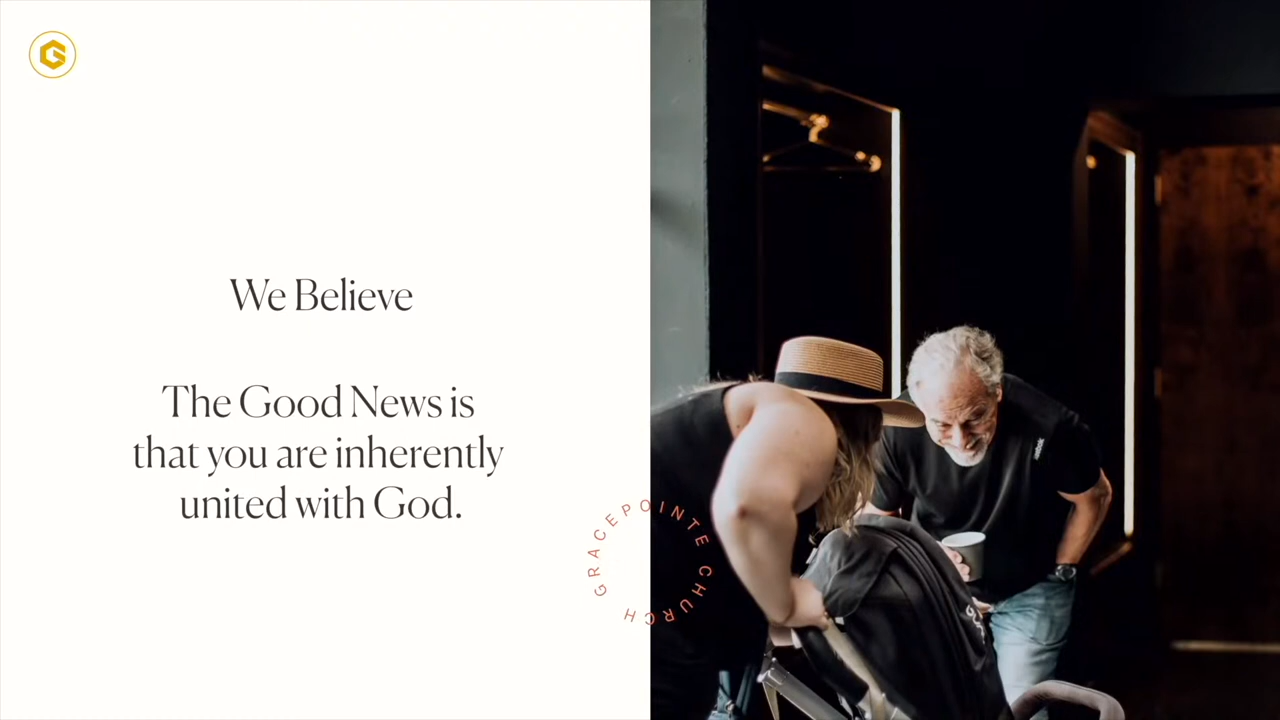 G
We Believe
The Good News is
that you are inherently
united with God.
GRACEPOINTE CHURCH